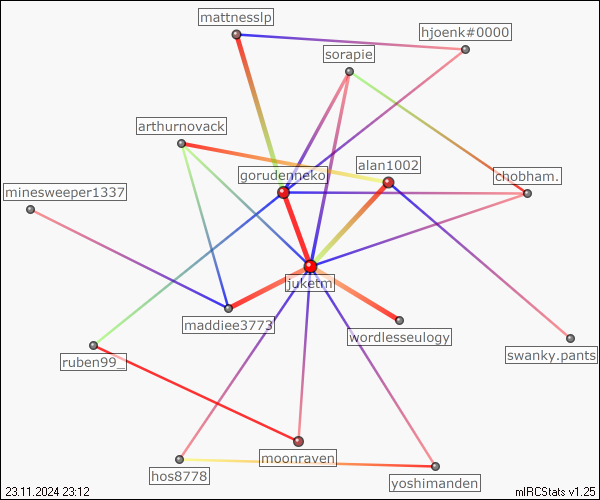 mattnesslp
hjoenk#0000
sorapie
arthurnovack
alan1002
gorudenneko
chobham.
minesweeper1337
juketm
maddiee3773
wordlesseulogy
swanky.pants
ruben99_
moonraven
hos8778
yoshimanden
23.11.2024 23:12
mIRCStats v1.25